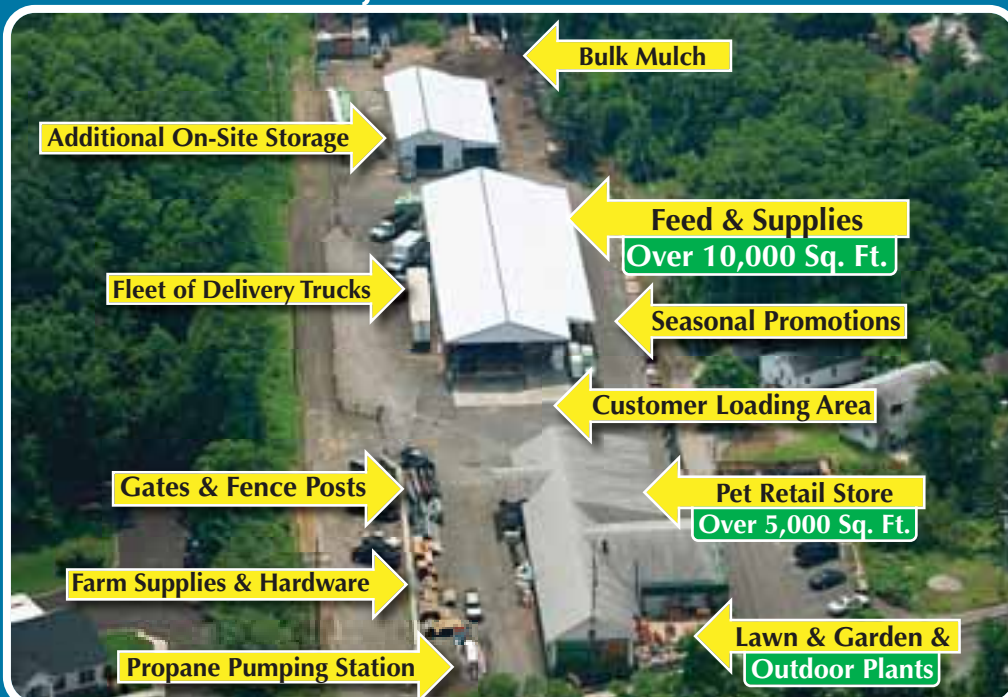 Bulk Mulch
Additional On-Site Storage
Feed & Supplies
Over 10,000 Sq. Ft.
Fleet of Delivery Trucks
Seasonal Promotions
Customer Loading Area
Gates & Fence Posts
Pet Retail Store
Over 5,000 Sq. Ft.
Farm Supplies & Hardware
Lawn & Garden &
Outdoor Plants
Propane Pumping Station